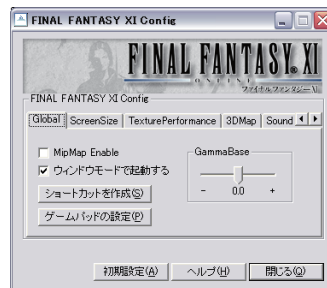 FINAL FANTASY XI Config
FINAL FANTASY XI
ONLINE
ファイナルファンタジーXI
FINAL FANTASY XI Config
Global ScreenSize TexturePerformance 3DMap Sound
MipMap Enable
GammaBase
ウィンドウモードで起動する
- 0.0 +
ショートカットを作成(S)
ゲームパッドの設定(P)
初期設定(A) ヘルプ(H) 閉じる(Q)